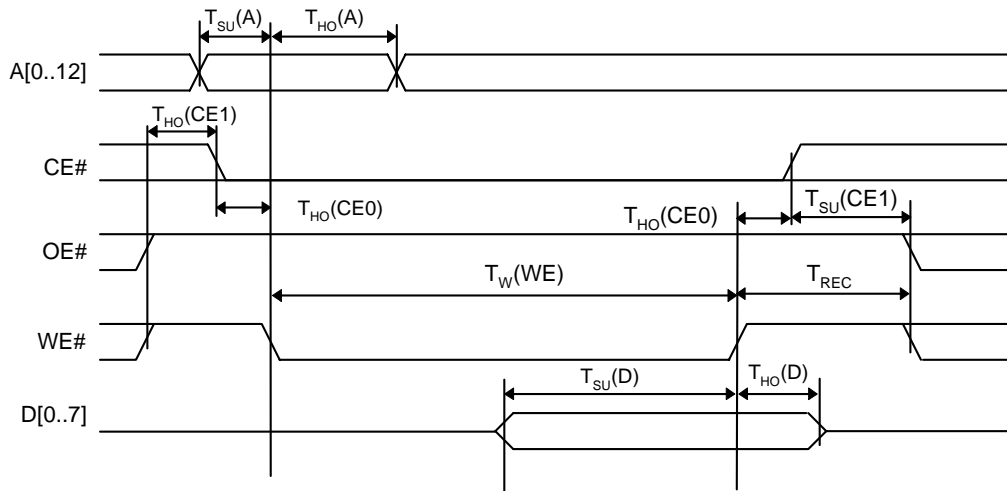 T_SU(A) T_HO(A)
A[0..12]
T_HO(CE1)
CE#
T_HO(CE0) T_HO(CE0) T_SU(CE1)
OE#
T_W(WE) T_REC
WE#
T_SU(D) T_HO(D)
D[0..7]